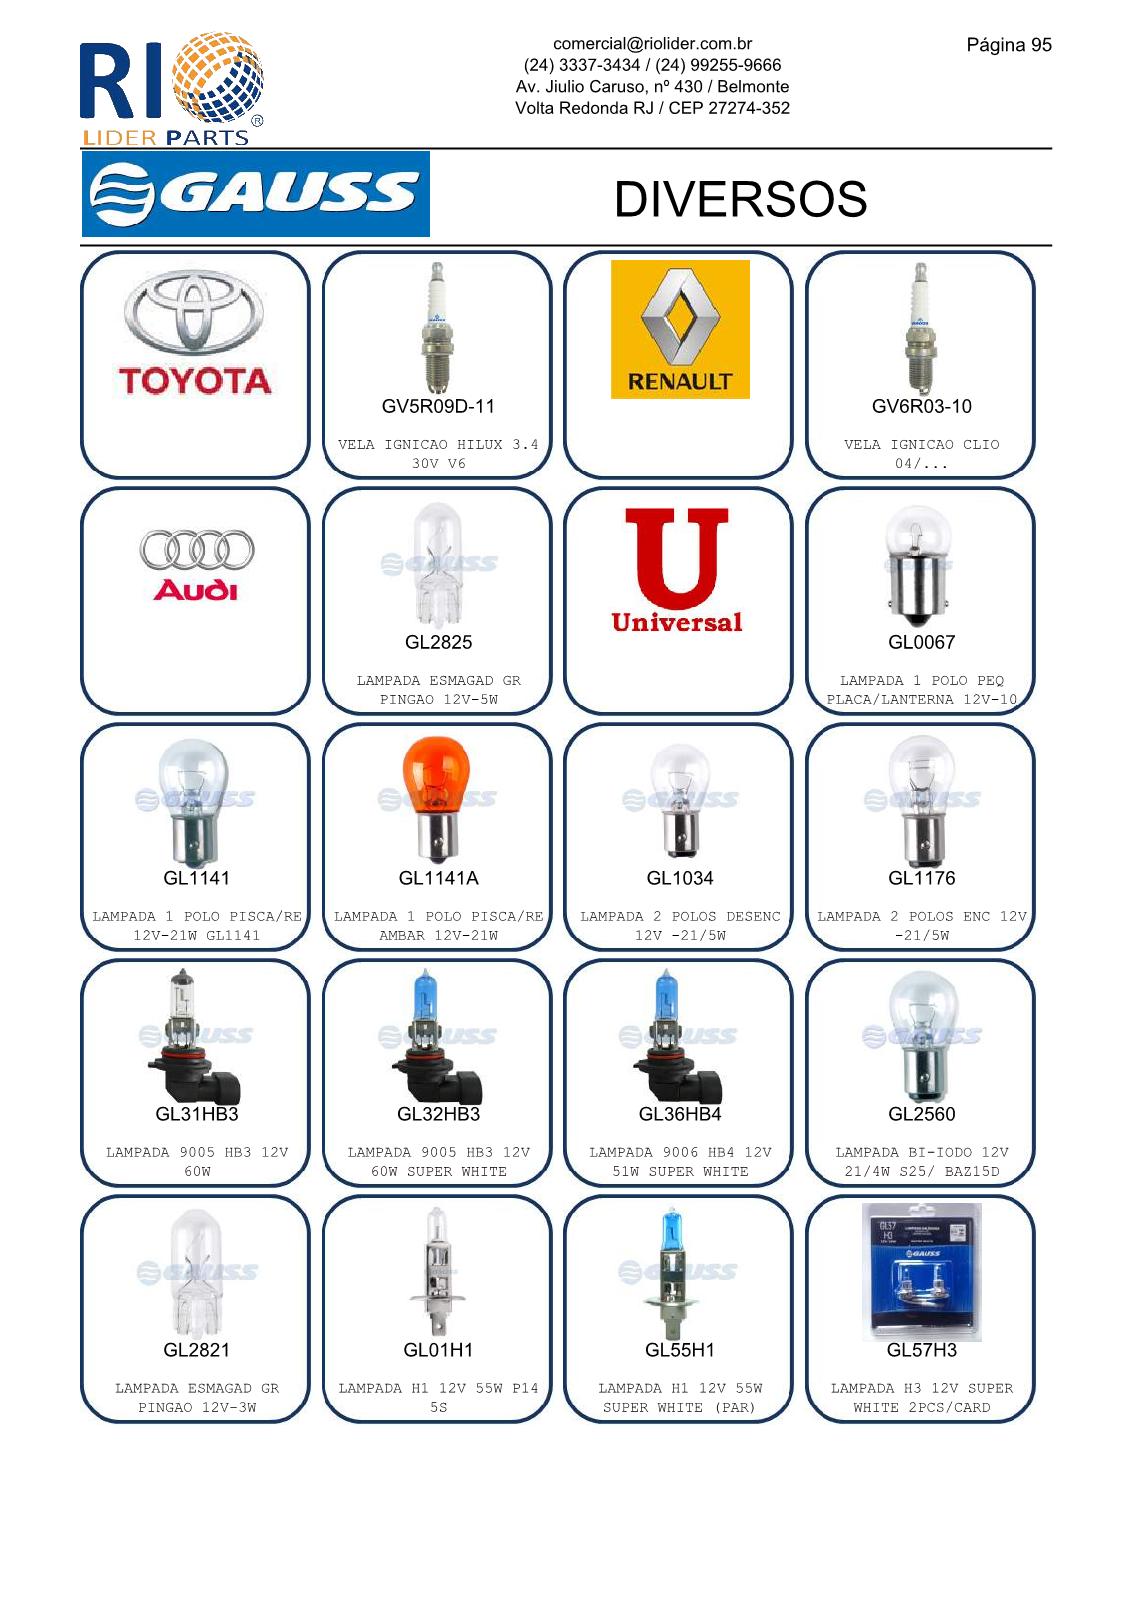 RIO
LIDER PARTS ®
comercial@riolider.com.br
(24) 3337-3434 / (24) 99255-9666
Av. Jiulio Caruso, nº 430 / Belmonte
Volta Redonda RJ / CEP 27274-352
Página 95
GAUSS
DIVERSOS
TOYOTA
GV5R09D-11
VELA IGNICAO HILUX 3.4
30V V6
RENAULT
GV6R03-10
VELA IGNICAO CLIO
04/...
Audi
GL2825
LAMPADA ESMAGAD GR
PINGAO 12V-5W
U
Universal
GL0067
LAMPADA 1 POLO PEQ
PLACA/LANTERNA 12V-10
GL1141
LAMPADA 1 POLO PISCA/RE
12V-21W GL1141
GL1141A
LAMPADA 1 POLO PISCA/RE
AMBAR 12V-21W
GL1034
LAMPADA 2 POLOS DESENC
12V -21/5W
GL1176
LAMPADA 2 POLOS ENC 12V
-21/5W
GL31HB3
LAMPADA 9005 HB3 12V
60W
GL32HB3
LAMPADA 9005 HB3 12V
60W SUPER WHITE
GL36HB4
LAMPADA 9006 HB4 12V
51W SUPER WHITE
GL2560
LAMPADA BI-IODO 12V
21/4W S25/ BAZ15D
GL2821
LAMPADA ESMAGAD GR
PINGAO 12V-3W
GL01H1
LAMPADA H1 12V 55W P14
5S
GL55H1
LAMPADA H1 12V 55W
SUPER WHITE (PAR)
GL57
H3
GAUSS
GL57H3
LAMPADA H3 12V SUPER
WHITE 2PCS/CARD